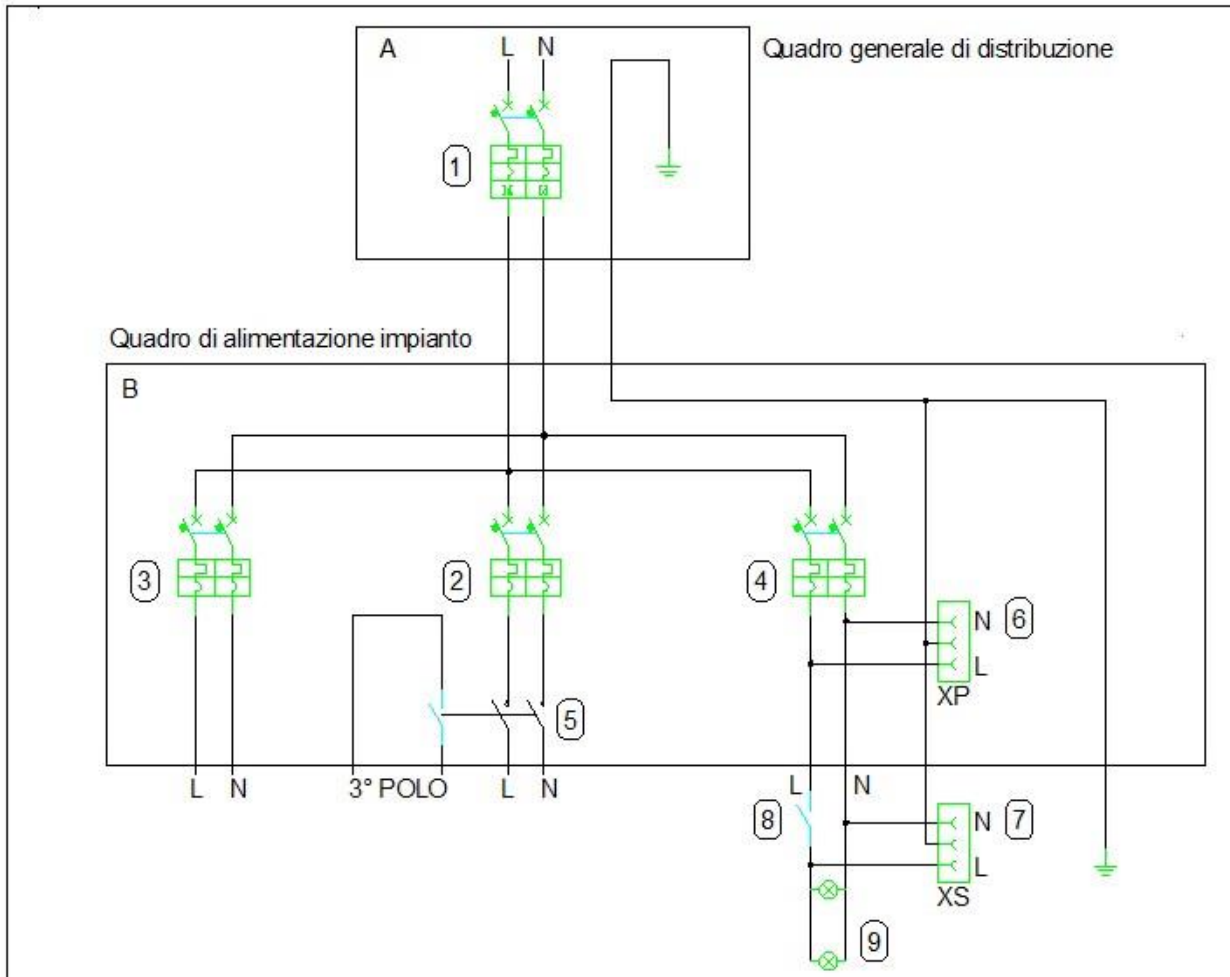 A
L N
Quadro generale di distribuzione
1
Quadro di alimentazione impianto
B
3
2
4
N 6
L
XP
5
L N
3° POLO
L N
L N
8
N 7
L
XS
9